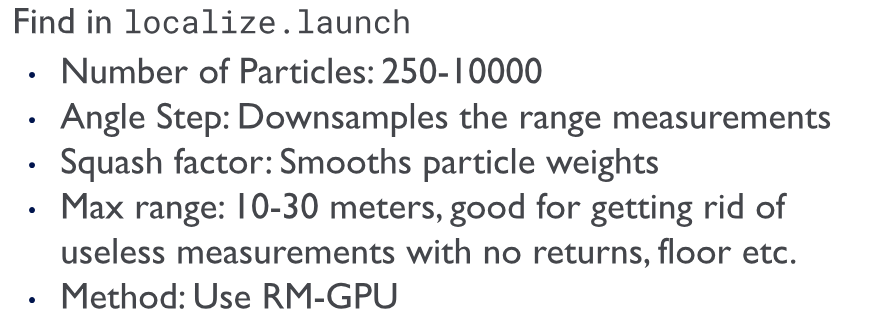 Find in localize.launch
• Number of Particles: 250-10000
• Angle Step: Downsamples the range measurements
• Squash factor: Smooths particle weights
• Max range: 10-30 meters, good for getting rid of
useless measurements with no returns, floor etc.
• Method: Use RM-GPU